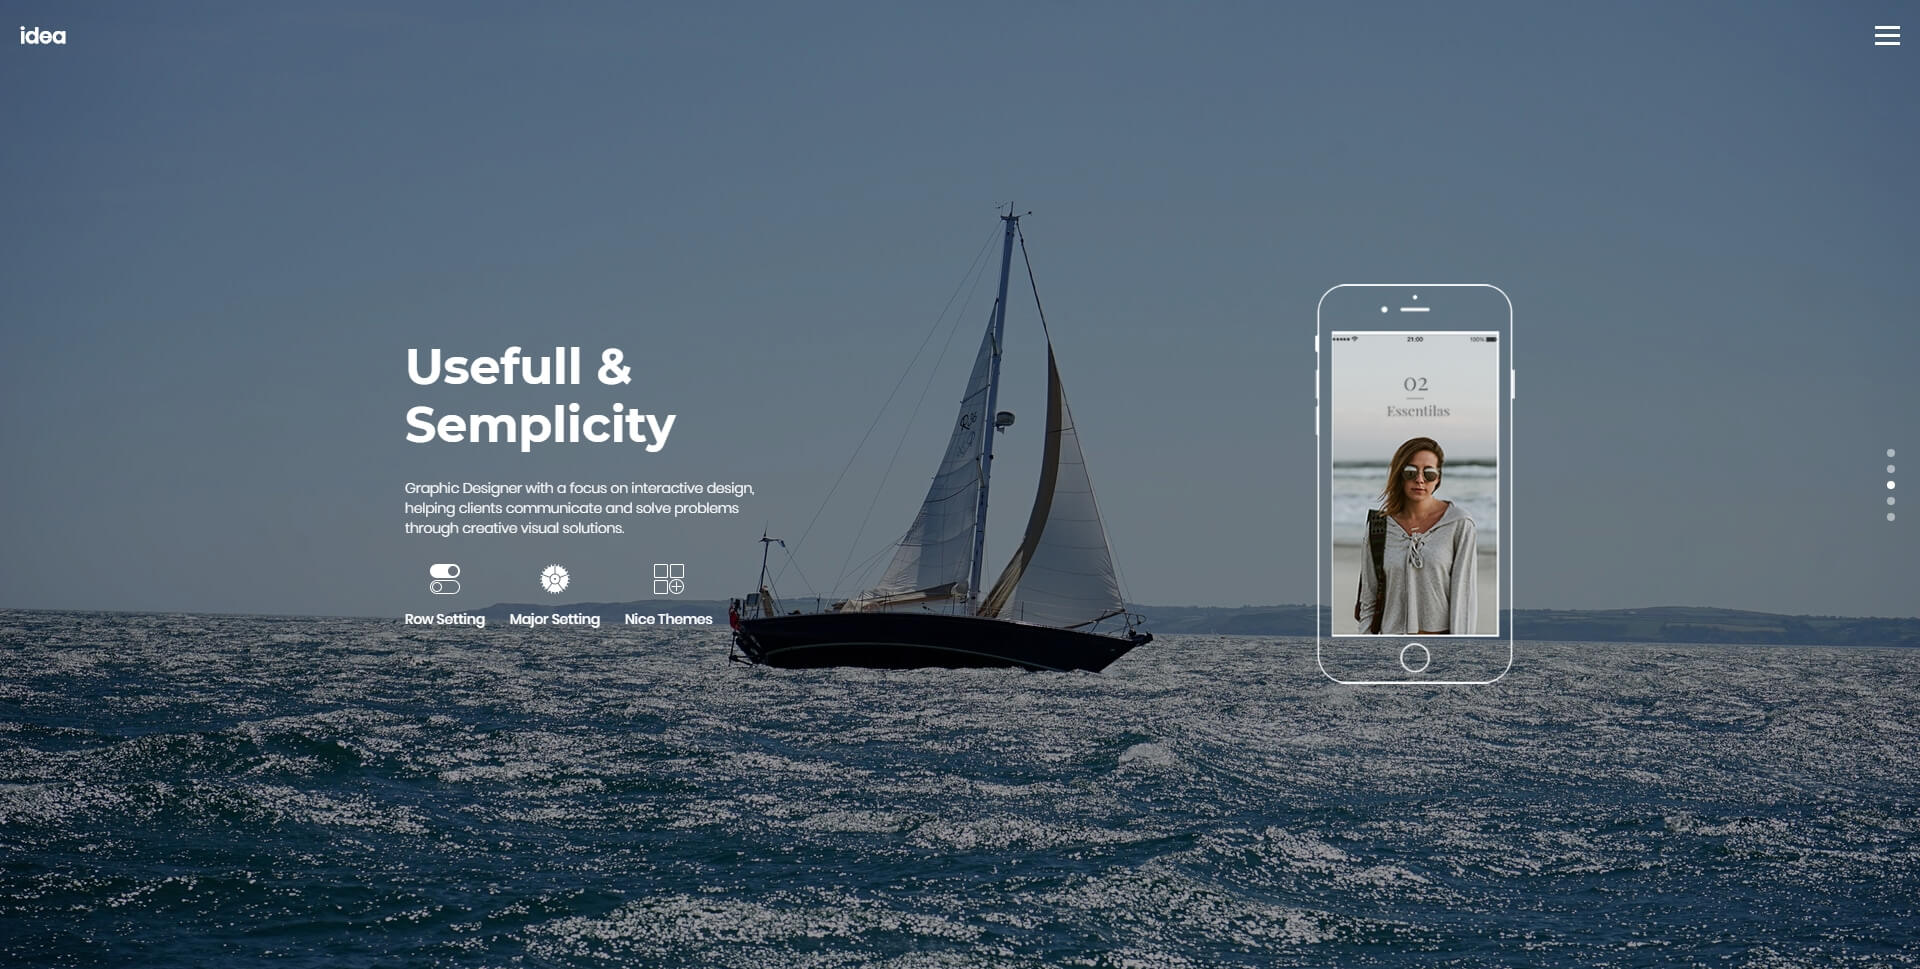 idea
Usefull &
Semplicity
Graphic Designer with a focus on interactive design,
helping clients communicate and solve problems
through creative visual solutions.
Row Setting
Major Setting
Nice Themes
21:00
100%
02
Essentilas